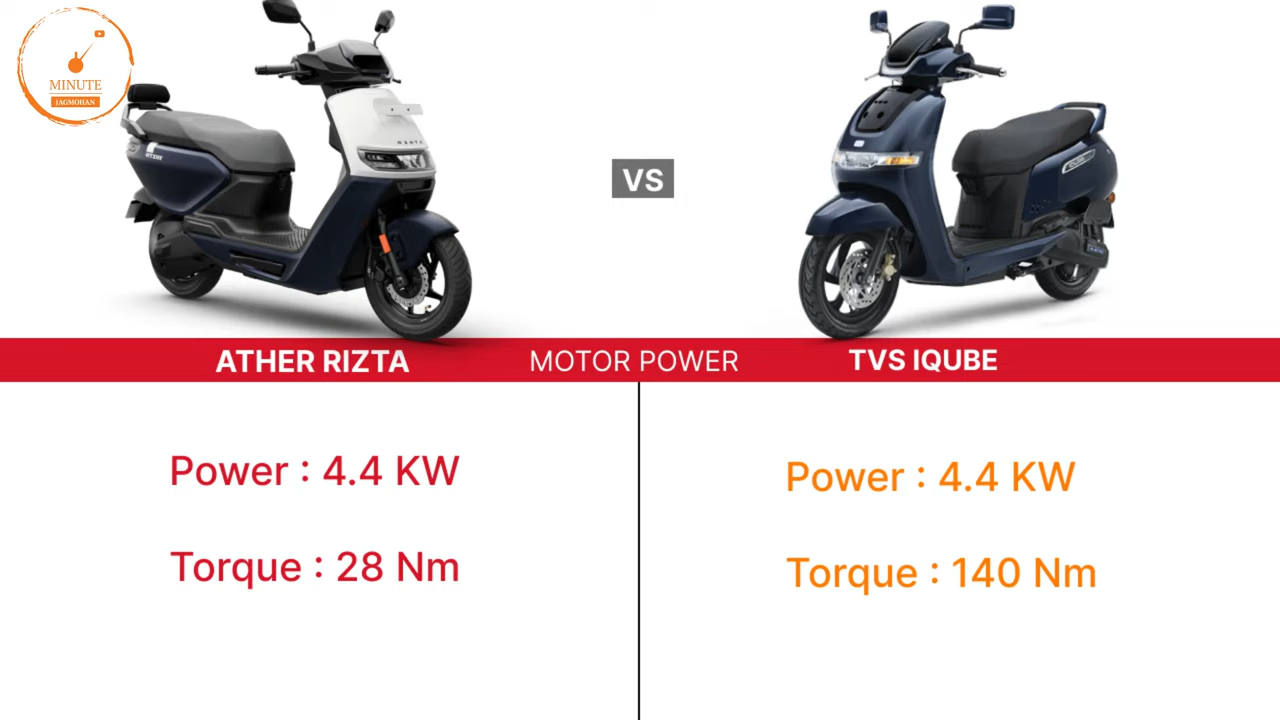 MINUTE
JAGMOHAN
VS
ATHER RIZTA
MOTOR POWER
TVS IQUBE
Power : 4.4 KW
Torque : 28 Nm
Power : 4.4 KW
Torque : 140 Nm